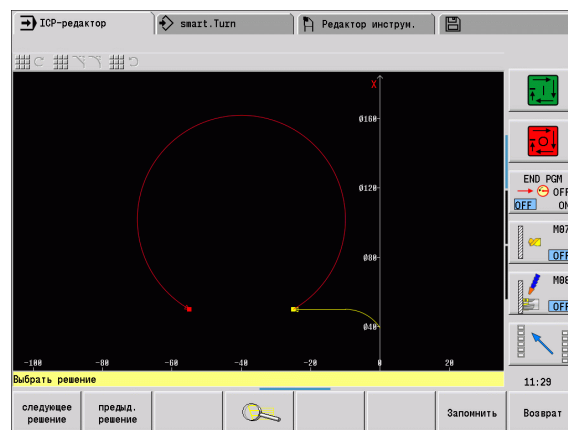 ICP-редактор
smart.Turn
Редактор инструм.
X
Ø160
Ø120
Ø80
Ø40
-100 -80 -60 -40 -20 0 20
END PGM
OFF
OFF ON
M07
OFF
M08
OFF
Выбрать решение
11:29
следующее решение
предыд. решение
Запомнить
Возврат